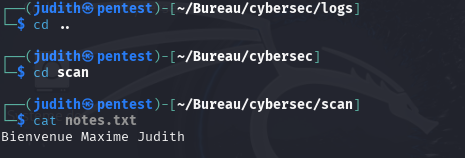 ┌──(judith㉿pentest)-[~/Bureau/cybersec/logs]
└─$ cd ..
┌──(judith㉿pentest)-[~/Bureau/cybersec]
└─$ cd scan
┌──(judith㉿pentest)-[~/Bureau/cybersec/scan]
└─$ cat notes.txt
Bienvenue Maxime Judith